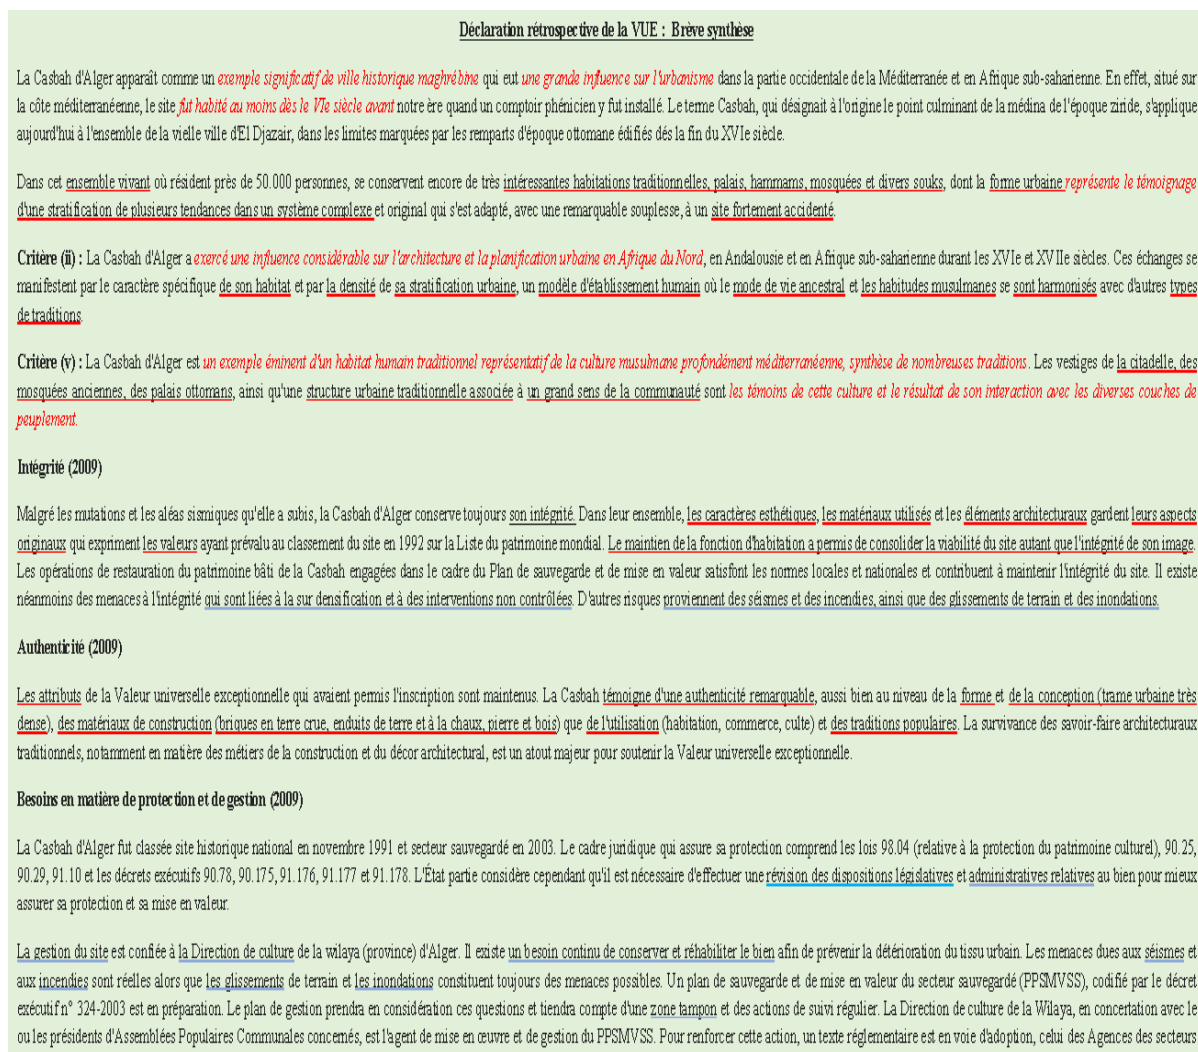 Déclaration rétrospective de la VUE : Brève synthèse
La Casbah d'Alger apparaît comme un exemple significatif de ville historique maghrébine qui eut une grande influence sur l'urbanisme dans la partie occidentale de la Méditerranée et en Afrique sub-saharienne. En effet, situé sur
la côte méditerranéenne, le site fut habité au moins dès le VIe siècle avant notre ère quand un comptoir phénicien y fut installé. Le terme Casbah, qui désignait à l'origine le point culminant de la médina de l'époque ziride, s'applique
aujourd'hui à l'ensemble de la vielle ville d'El Djazair, dans les limites marquées par les remparts d'époque ottomane édifiés dés la fin du XVIe siècle.
Dans cet ensemble vivant où résident près de 50.000 personnes, se conservent encore de très intéressantes habitations traditionnelles, palais, hammams, mosquées et divers souks, dont la forme urbaine représente le témoignage
d'une stratification de plusieurs tendances dans un système complexe et original qui s'est adapté, avec une remarquable souplesse, à un site fortement accidenté.
Critère (ii) : La Casbah d'Alger a exercé une influence considérable sur l'architecture et la planification urbaine en Afrique du Nord, en Andalousie et en Afrique sub-saharienne durant les XVIe et XVIIe siècles. Ces échanges se
manifestent par le caractère spécifique de son habitat et par la densité de sa stratification urbaine, un modèle d'établissement humain où le mode de vie ancestral et les habitudes musulmanes se sont harmonisés avec d'autres types
de traditions.
Critère (v) : La Casbah d'Alger est un exemple éminent d'un habitat humain traditionnel représentatif de la culture musulmane profondément méditerranéenne, synthèse de nombreuses traditions. Les vestiges de la citadelle, des
mosquées anciennes, des palais ottomans, ainsi qu'une structure urbaine traditionnelle associée à un grand sens de la communauté sont les témoins de cette culture et le résultat de son interaction avec les diverses couches de
peuplement.
Intégrité (2009)
Malgré les mutations et les aléas sismiques qu'elle a subis, la Casbah d'Alger conserve toujours son intégrité. Dans leur ensemble, les caractères esthétiques, les matériaux utilisés et les éléments architecturaux gardent leurs aspects
originaux qui expriment les valeurs ayant prévalu au classement du site en 1992 sur la Liste du patrimoine mondial. Le maintien de la fonction d'habitation a permis de consolider la viabilité du site autant que l'intégrité de son image.
Les opérations de restauration du patrimoine bâti de la Casbah engagées dans le cadre du Plan de sauvegarde et de mise en valeur satisfont les normes locales et nationales et contribuent à maintenir l'intégrité du site. Il existe
néanmoins des menaces à l'intégrité qui sont liées à la sur densification et à des interventions non contrôlées. D'autres risques proviennent des séismes et des incendies, ainsi que des glissements de terrain et des inondations.
Authenticité (2009)
Les attributs de la Valeur universelle exceptionnelle qui avaient permis l'inscription sont maintenus. La Casbah témoigne d'une authenticité remarquable, aussi bien au niveau de la forme et de la conception (trame urbaine très
dense), des matériaux de construction (briques en terre crue, enduits de terre et à la chaux, pierre et bois) que de l'utilisation (habitation, commerce, culte) et des traditions populaires. La survivance des savoir-faire architecturaux
traditionnels, notamment en matière des métiers de la construction et du décor architectural, est un atout majeur pour soutenir la Valeur universelle exceptionnelle.
Besoins en matière de protection et de gestion (2009)
La Casbah d'Alger fut classée site historique national en novembre 1991 et secteur sauvegardé en 2003. Le cadre juridique qui assure sa protection comprend les lois 98.04 (relative à la protection du patrimoine culturel), 90.25,
90.29, 91.10 et les décrets exécutifs 90.78, 90.175, 91.176, 91.177 et 91.178. L'État partie considère cependant qu'il est nécessaire d'effectuer une révision des dispositions législatives et administratives relatives au bien pour mieux
assurer sa protection et sa mise en valeur.
La gestion du site est confiée à la Direction de culture de la wilaya (province) d'Alger. Il existe un besoin continu de conserver et réhabiliter le bien afin de prévenir la détérioration du tissu urbain. Les menaces dues aux séismes et
aux incendies sont réelles alors que les glissements de terrain et les inondations constituent toujours des menaces possibles. Un plan de sauvegarde et de mise en valeur du secteur sauvegardé (PPSMVSS), codifié par le décret
exécutif n° 324-2003 est en préparation. Le plan de gestion prendra en considération ces questions et tiendra compte d'une zone tampon et des actions de suivi régulier. La Direction de culture de la Wilaya, en concertation avec le
ou les présidents d'Assemblées Populaires Communales concernés, est l'agent de mise en œuvre et de gestion du PPSMVSS. Pour renforcer cette action, un texte réglementaire est en voie d'adoption, celui des Agences des secteurs